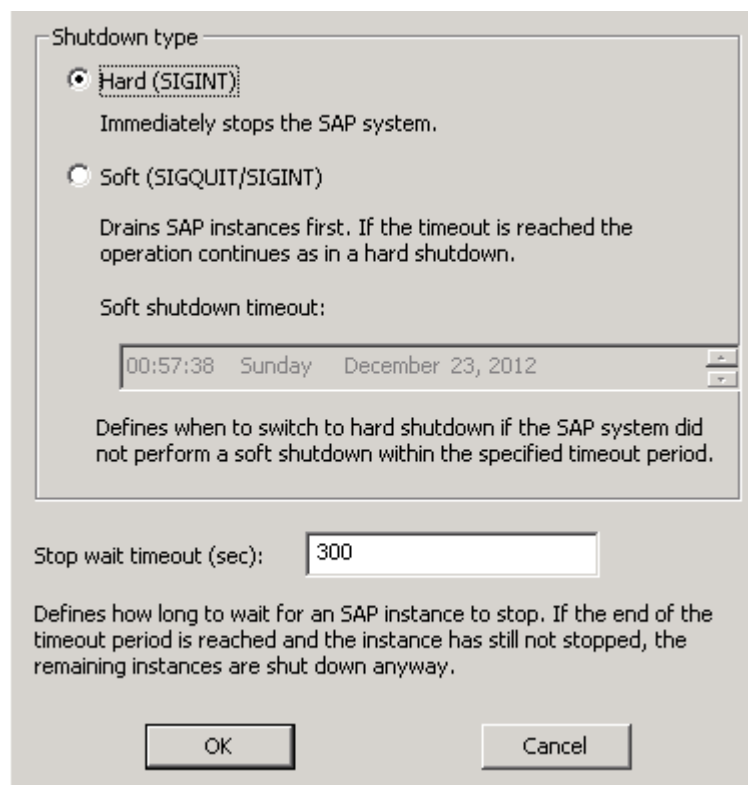 Shutdown type
Hard (SIGINT)
Immediately stops the SAP system.
Soft (SIGQUIT/SIGINT)
Drains SAP instances first. If the timeout is reached the
operation continues as in a hard shutdown.
Soft shutdown timeout:
00:57:38 Sunday December 23, 2012
Defines when to switch to hard shutdown if the SAP system did
not perform a soft shutdown within the specified timeout period.
Stop wait timeout (sec): 300
Defines how long to wait for an SAP instance to stop. If the end of the
timeout period is reached and the instance has still not stopped, the
remaining instances are shut down anyway.
OK Cancel